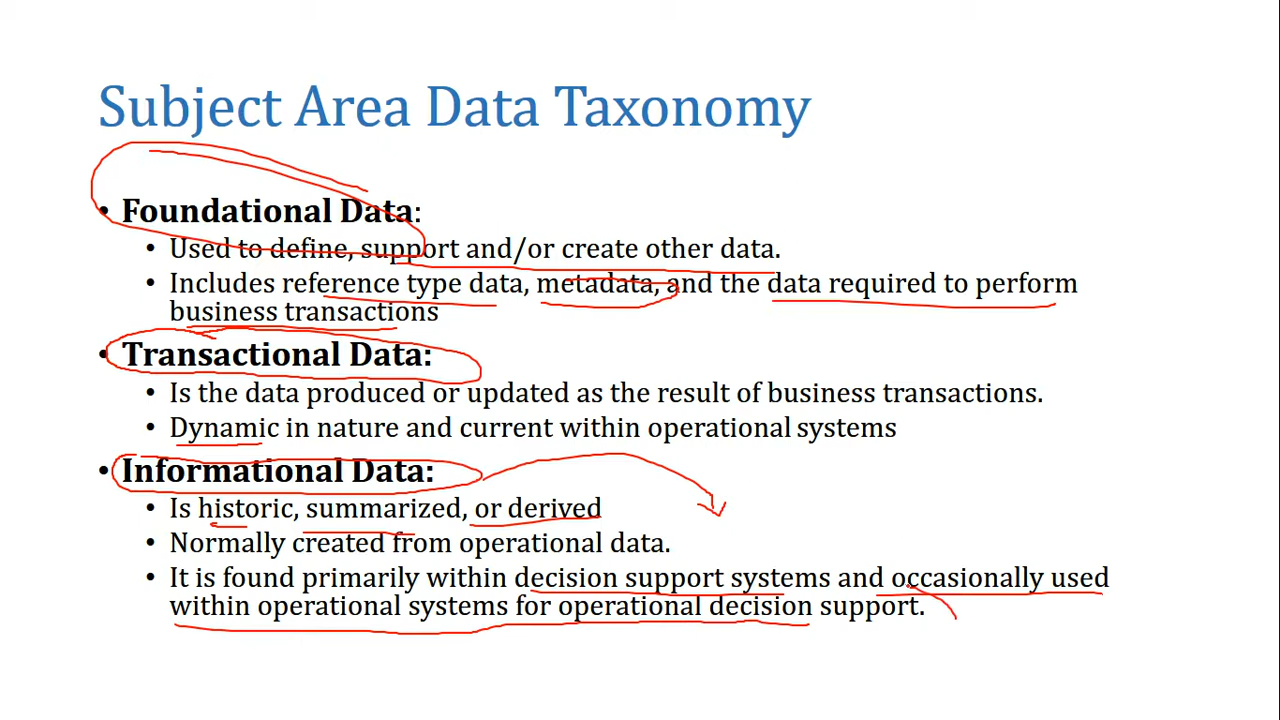 Subject Area Data Taxonomy
• Foundational Data:
• Used to define, support and/or create other data.
• Includes reference type data, metadata, and the data required to perform
business transactions
• Transactional Data:
• Is the data produced or updated as the result of business transactions.
• Dynamic in nature and current within operational systems
• Informational Data:
• Is historic, summarized, or derived
• Normally created from operational data.
• It is found primarily within decision support systems and occasionally used
within operational systems for operational decision support.